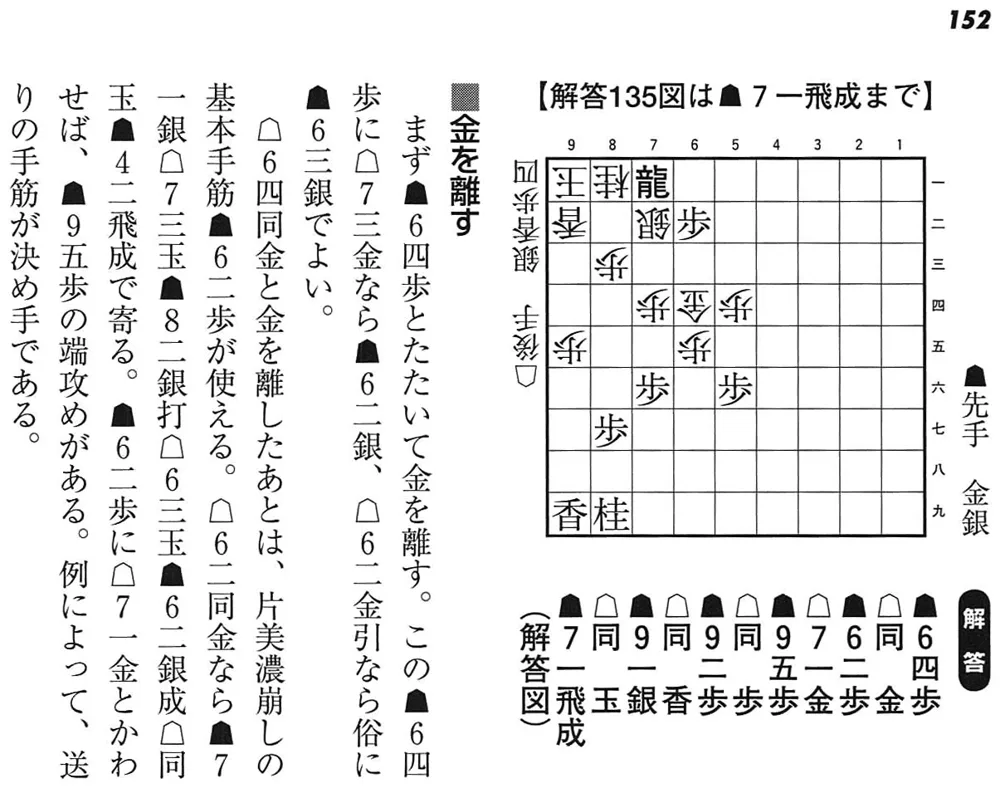 152
【解答135図は☗７一飛成まで】
9 8 7 6 5 4 3 2 1
王 桂 龍 一
香 銀 歩 二
歩 三
歩 金 歩 四
歩 歩 五
歩 歩 六
歩 七
八
香 桂 九
☗先手 金銀
☖後手 銀香歩四
解答
☗６四歩
☖同 金
☗６二歩
☖７一金
☗９五歩
☖同 歩
☗９二歩
☖同 香
☗９一銀
☖同 玉
☗７一飛成
(解答図)
■金を離す
まず☗６四歩とたたいて金を離す。この☗６四
歩に☖７三金なら☗６二銀、☖６二金引なら俗に
☗６三銀でよい。
☖６四同金と金を離したあとは、片美濃崩しの
基本手筋☗６二歩が使える。☖６二同金なら☗７
一銀☖７三玉☗８二銀打☖６三玉☗６二銀成☖同
玉☗４二飛成で寄る。☗６二歩に☖７一金とかわ
せば、☗９五歩の端攻めがある。例によって、送
りの手筋が決め手である。